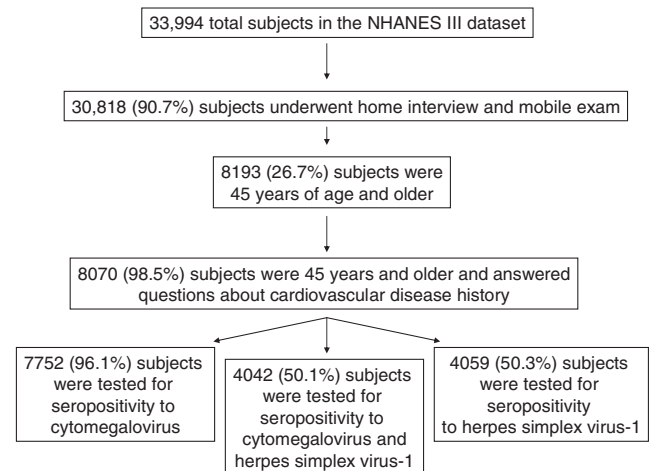 33,994 total subjects in the NHANES III dataset
30,818 (90.7%) subjects underwent home interview and mobile exam
8193 (26.7%) subjects were
45 years of age and older
8070 (98.5%) subjects were 45 years and older and answered
questions about cardiovascular disease history
7752 (96.1%) subjects
were tested for
seropositivity to
cytomegalovirus
4042 (50.1%) subjects
were tested for
seropositivity to
cytomegalovirus and
herpes simplex virus-1
4059 (50.3%) subjects
were tested for
seropositivity
to herpes simplex virus-1